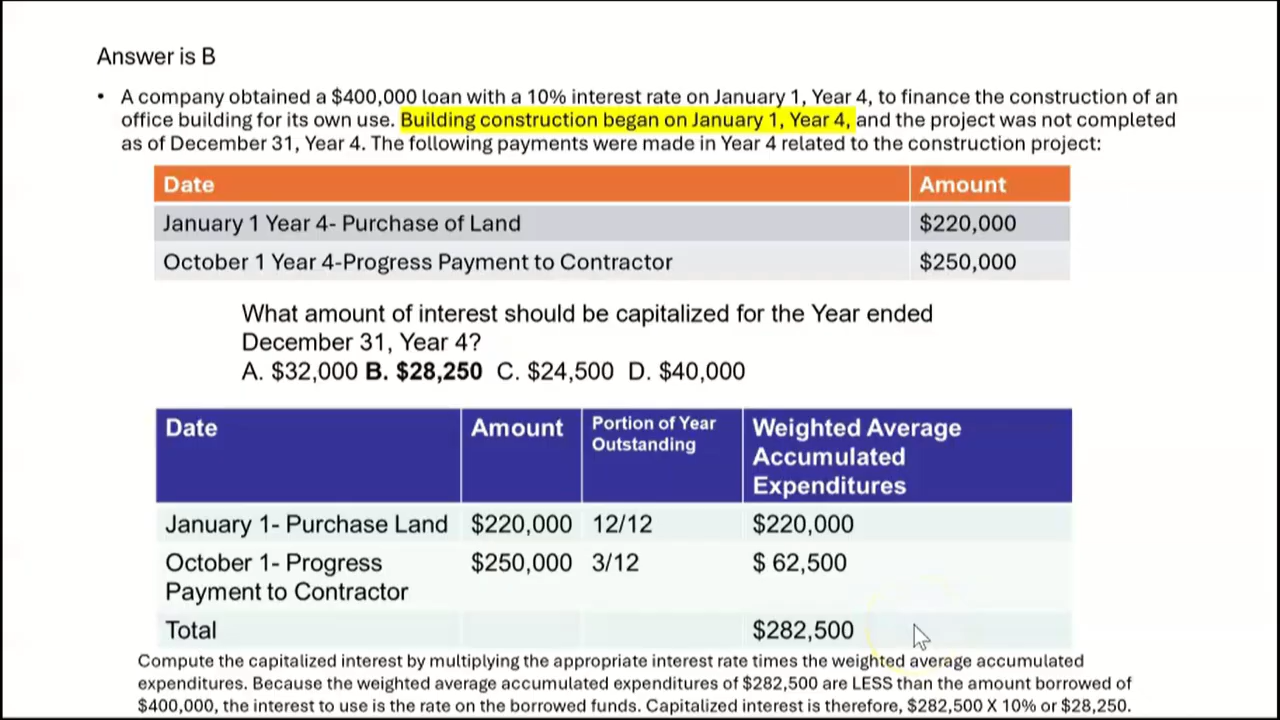 Answer is B
• A company obtained a $400,000 loan with a 10% interest rate on January 1, Year 4, to finance the construction of an
office building for its own use. Building construction began on January 1, Year 4, and the project was not completed
as of December 31, Year 4. The following payments were made in Year 4 related to the construction project:
Date Amount
January 1 Year 4- Purchase of Land $220,000
October 1 Year 4-Progress Payment to Contractor $250,000
What amount of interest should be capitalized for the Year ended
December 31, Year 4?
A. $32,000 B. $28,250 C. $24,500 D. $40,000
Date Amount Portion of Year Weighted Average
Outstanding Accumulated
Expenditures
January 1- Purchase Land $220,000 12/12 $220,000
October 1- Progress $250,000 3/12 $ 62,500
Payment to Contractor
Total $282,500
Compute the capitalized interest by multiplying the appropriate interest rate times the weighted average accumulated
expenditures. Because the weighted average accumulated expenditures of $282,500 are LESS than the amount borrowed of
$400,000, the interest to use is the rate on the borrowed funds. Capitalized interest is therefore, $282,500 X 10% or $28,250.